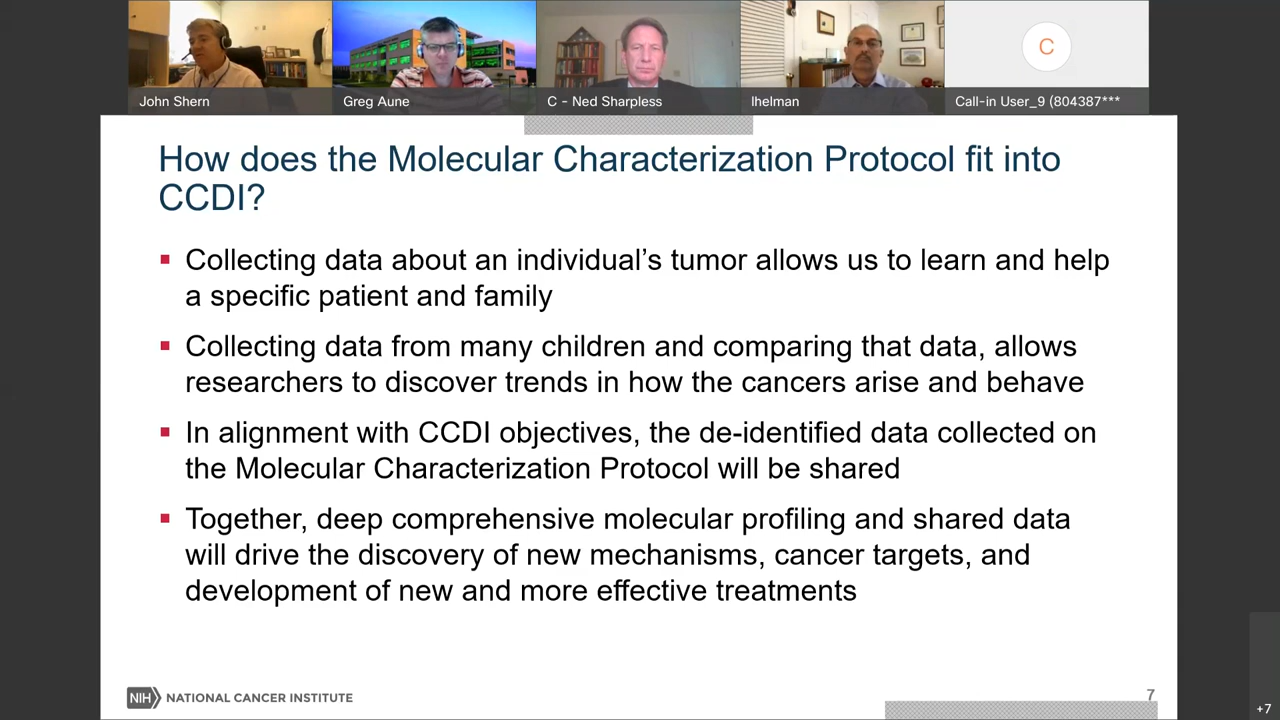 John Shern
Greg Aune
C - Ned Sharpless
lhelman
C
Call-in User_9 (804387***
How does the Molecular Characterization Protocol fit into
CCDI?
▪ Collecting data about an individual’s tumor allows us to learn and help
a specific patient and family
▪ Collecting data from many children and comparing that data, allows
researchers to discover trends in how the cancers arise and behave
▪ In alignment with CCDI objectives, the de-identified data collected on
the Molecular Characterization Protocol will be shared
▪ Together, deep comprehensive molecular profiling and shared data
will drive the discovery of new mechanisms, cancer targets, and
development of new and more effective treatments
NIH NATIONAL CANCER INSTITUTE
7
+7